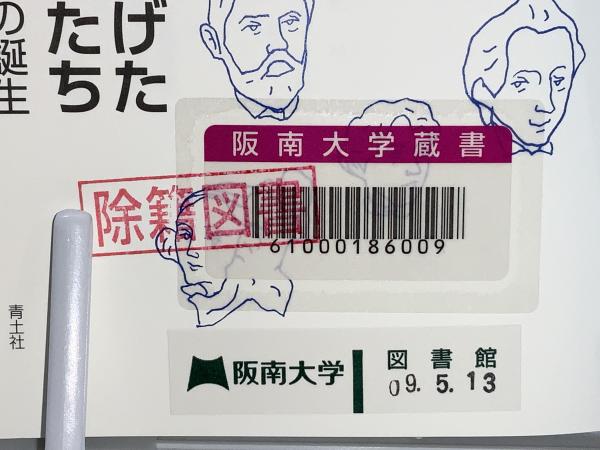 げた
たち
の誕生
青土社
阪南大学蔵書
除籍図書
61000186009
阪南大学
図書館
09.5.13